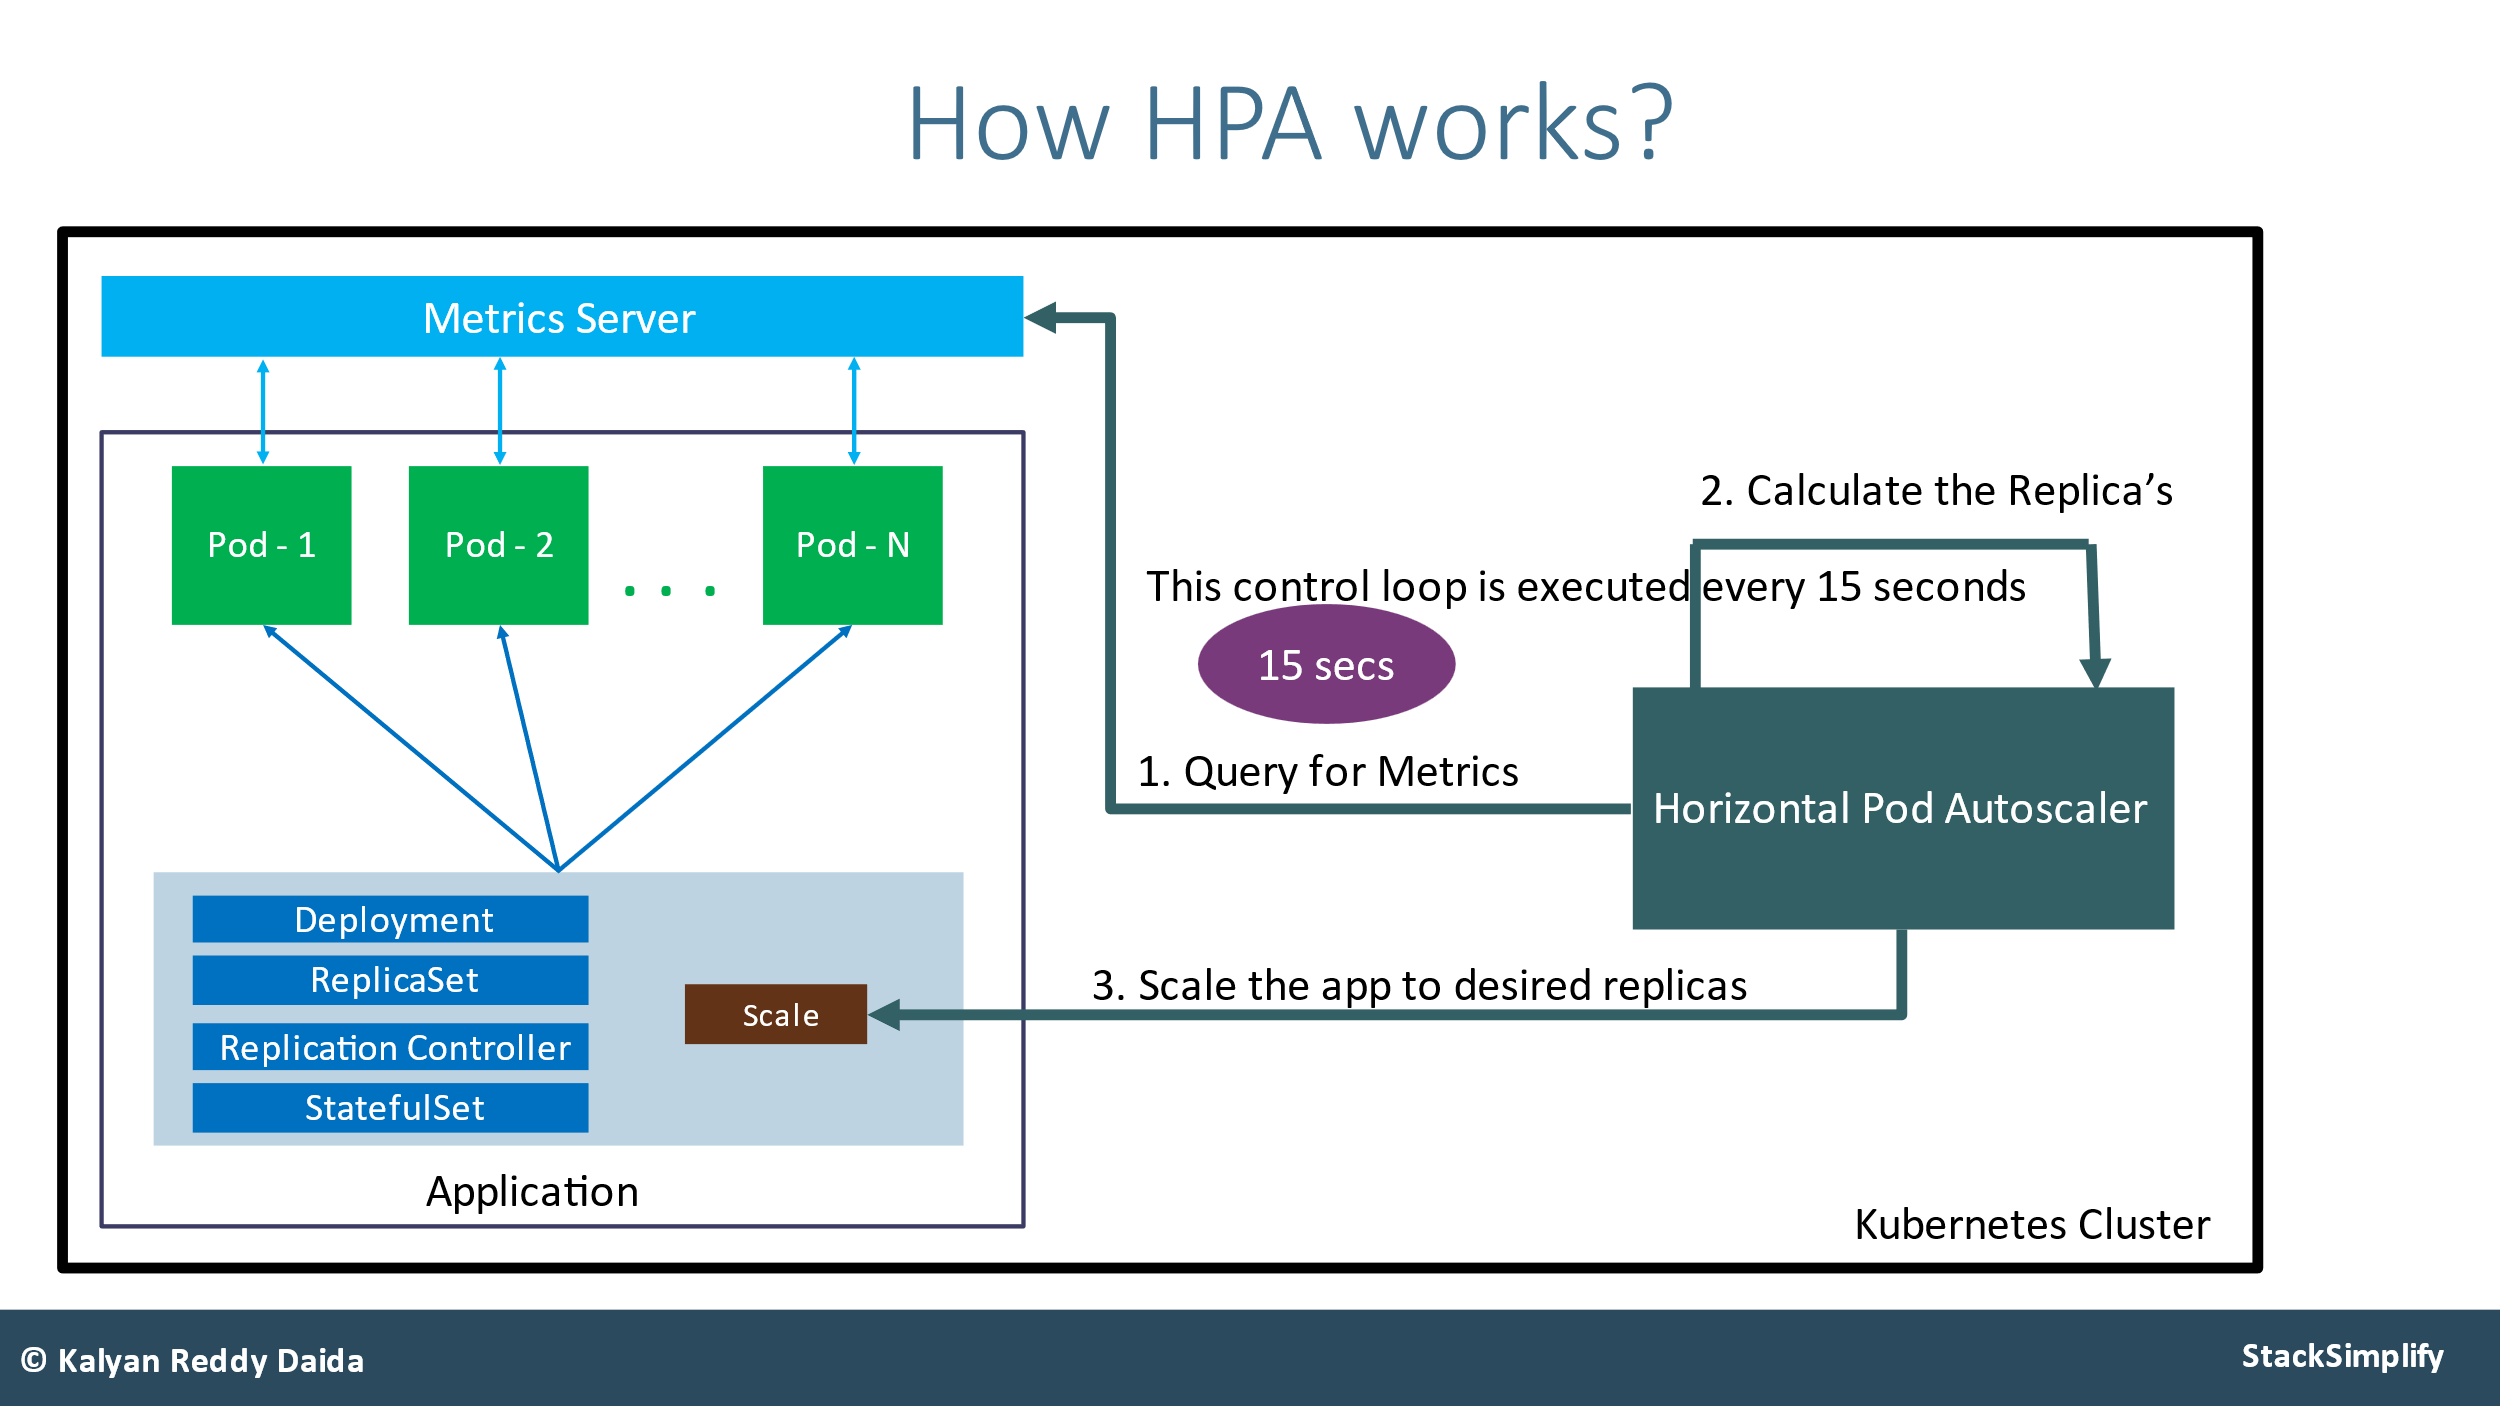 How HPA works?
Metrics Server
Pod - 1
Pod - 2
. . .
Pod - N
2. Calculate the Replica’s
This control loop is executed every 15 seconds
15 secs
1. Query for Metrics
Horizontal Pod Autoscaler
3. Scale the app to desired replicas
Deployment
ReplicaSet
Replication Controller
StatefulSet
Scale
Application
Kubernetes Cluster
© Kalyan Reddy Daida
StackSimplify